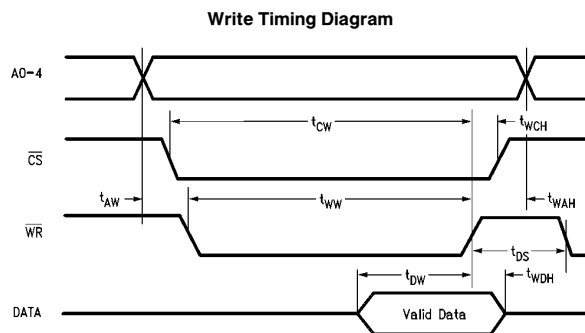 Write Timing Diagram
A0-4
tCW
tWCH
CS
tAW
tWW
tWAH
WR
tDS
tDW
tWDH
DATA
Valid Data